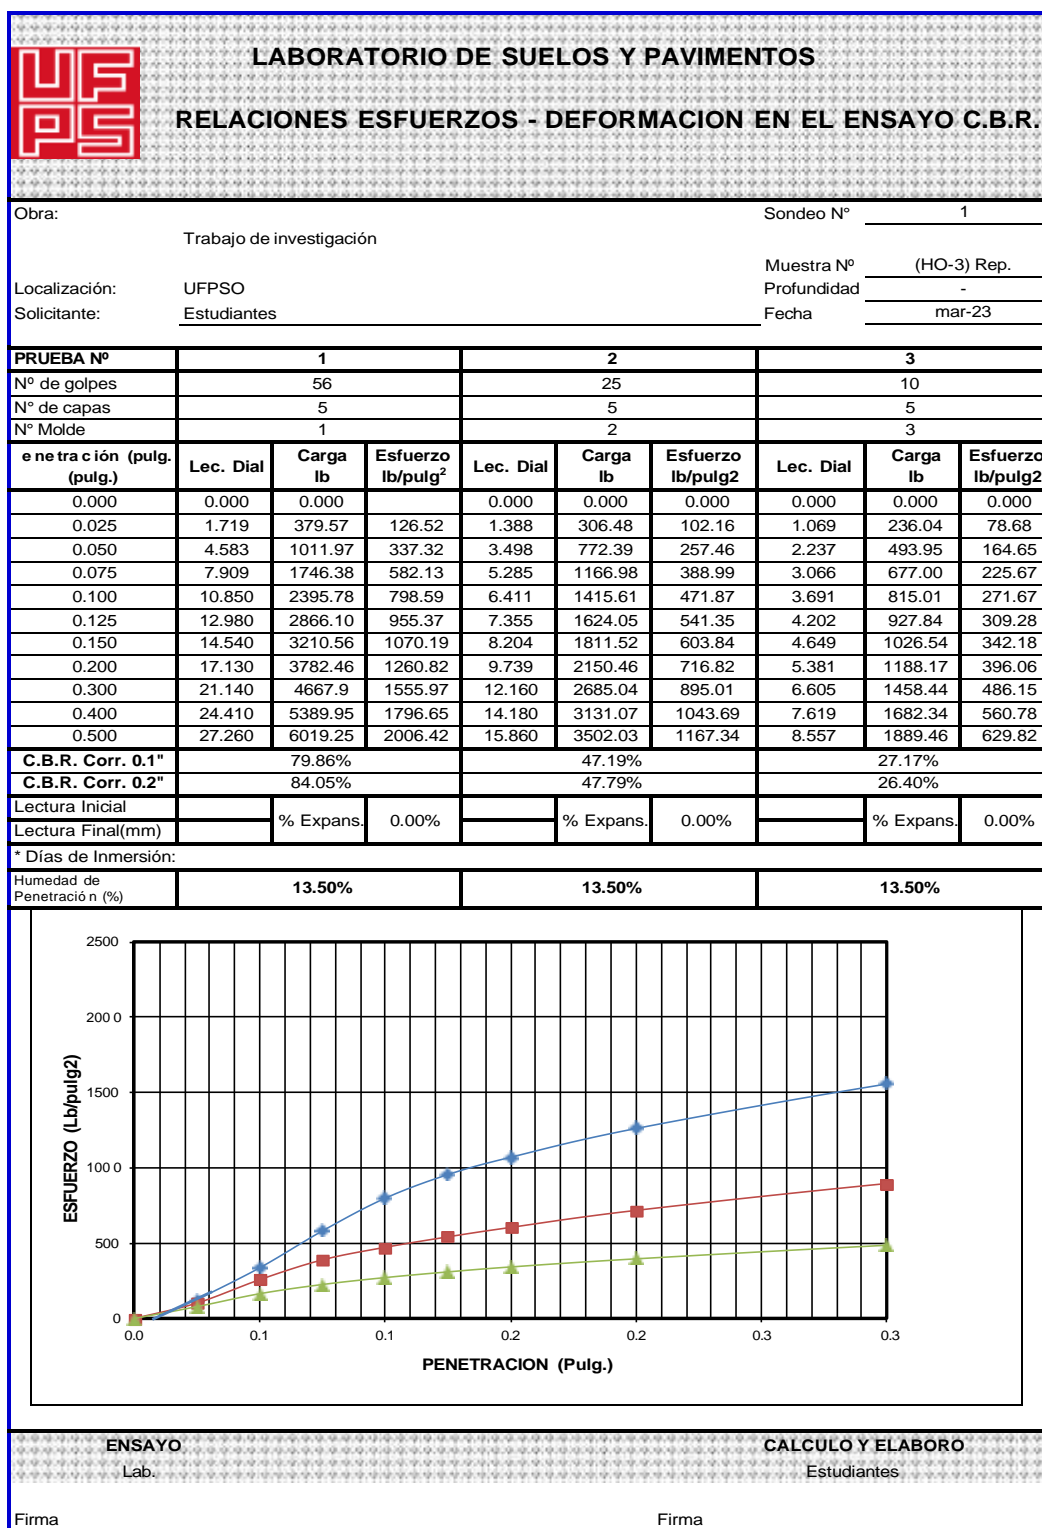 UF
PS
LABORATORIO DE SUELOS Y PAVIMENTOS
RELACIONES ESFUERZOS - DEFORMACION EN EL ENSAYO C.B.R.
Obra: Sondeo N° 1
Trabajo de investigación
Muestra Nº (HO-3) Rep.
Localización: UFPSO Profundidad -
Solicitante: Estudiantes Fecha mar-23
PRUEBA Nº 1 2 3
Nº de golpes 56 25 10
N° de capas 5 5 5
N° Molde 1 2 3
enetración (pulg. Lec. Dial Carga Esfuerzo Lec. Dial Carga Esfuerzo Lec. Dial Carga Esfuerzo
(pulg.) lb lb/pulg² lb lb/pulg2 lb lb/pulg2
0.000 0.000 0.000 0.000 0.000 0.000 0.000 0.000 0.000
0.025 1.719 379.57 126.52 1.388 306.48 102.16 1.069 236.04 78.68
0.050 4.583 1011.97 337.32 3.498 772.39 257.46 2.237 493.95 164.65
0.075 7.909 1746.38 582.13 5.285 1166.98 388.99 3.066 677.00 225.67
0.100 10.850 2395.78 798.59 6.411 1415.61 471.87 3.691 815.01 271.67
0.125 12.980 2866.10 955.37 7.355 1624.05 541.35 4.202 927.84 309.28
0.150 14.540 3210.56 1070.19 8.204 1811.52 603.84 4.649 1026.54 342.18
0.200 17.130 3782.46 1260.82 9.739 2150.46 716.82 5.381 1188.17 396.06
0.300 21.140 4667.9 1555.97 12.160 2685.04 895.01 6.605 1458.44 486.15
0.400 24.410 5389.95 1796.65 14.180 3131.07 1043.69 7.619 1682.34 560.78
0.500 27.260 6019.25 2006.42 15.860 3502.03 1167.34 8.557 1889.46 629.82
C.B.R. Corr. 0.1" 79.86% 47.19% 27.17%
C.B.R. Corr. 0.2" 84.05% 47.79% 26.40%
Lectura Inicial
% Expans. 0.00% % Expans. 0.00% % Expans. 0.00%
Lectura Final(mm)
* Días de Inmersión:
Humedad de
Penetración (%) 13.50% 13.50% 13.50%
2500
2000
1500
1000
500
0
ESFUERZO (Lb/pulg2)
0.0 0.1 0.1 0.2 0.2 0.3 0.3
PENETRACION (Pulg.)
ENSAYO CALCULO Y ELABORO
Lab. Estudiantes
Firma Firma